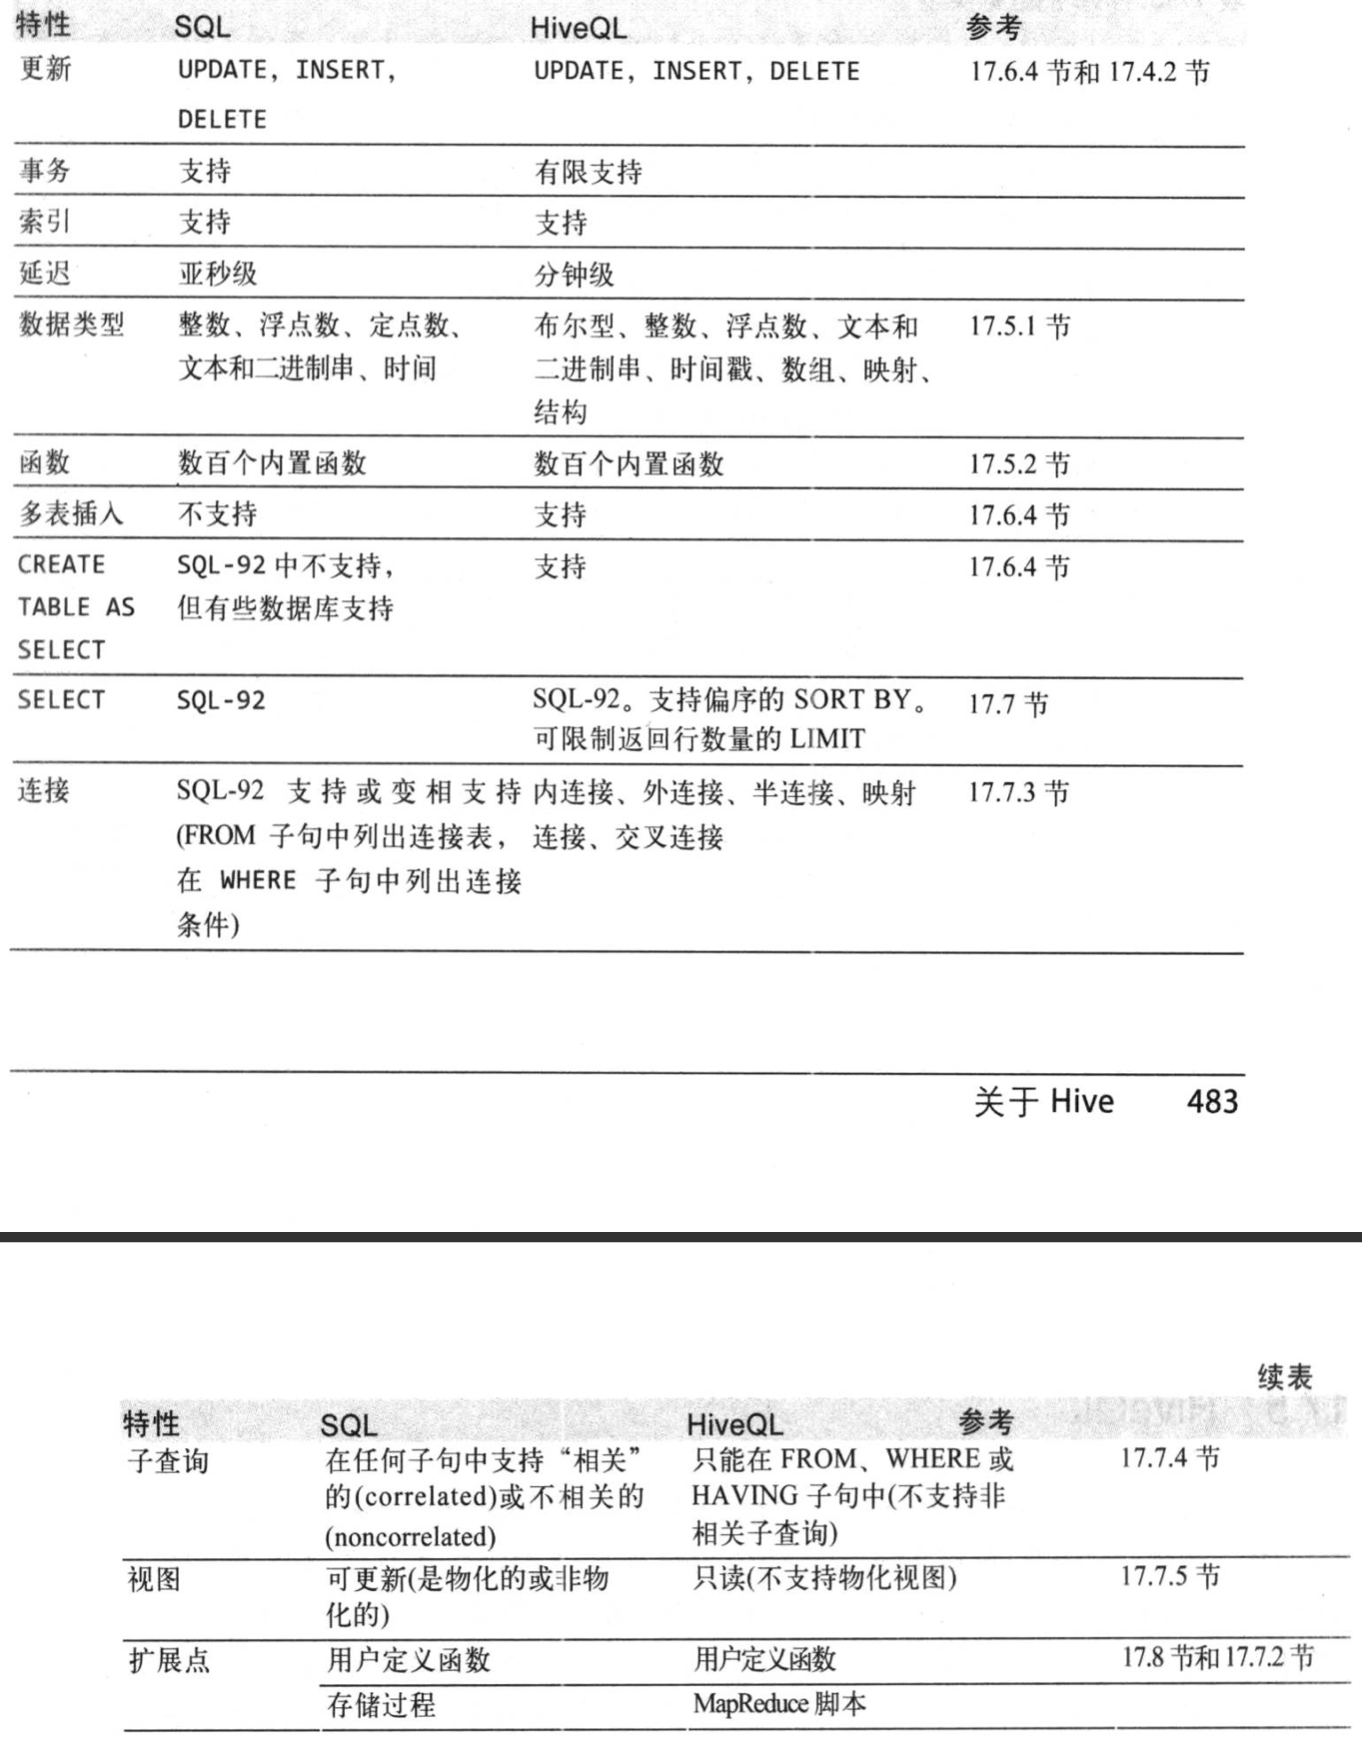 特性 SQL HiveQL 参考
更新 UPDATE, INSERT, UPDATE, INSERT, DELETE 17.6.4 节和 17.4.2 节
DELETE
事务 支持 有限支持
索引 支持 支持
延迟 亚秒级 分钟级
数据类型 整数、浮点数、定点数、 布尔型、整数、浮点数、文本和 17.5.1 节
文本和二进制串、时间 二进制串、时间戳、数组、映射、
结构
函数 数百个内置函数 数百个内置函数 17.5.2 节
多表插入 不支持 支持 17.6.4 节
CREATE SQL-92 中不支持, 支持 17.6.4 节
TABLE AS 但有些数据库支持
SELECT
SELECT SQL-92 SQL-92。支持偏序的 SORT BY。 17.7 节
可限制返回行数量的 LIMIT
连接 SQL-92 支持或变相支持 内连接、外连接、半连接、映射 17.7.3 节
(FROM 子句中列出连接表, 连接、交叉连接
在 WHERE 子句中列出连接
条件)
关于 Hive 483
续表
特性 SQL HiveQL 参考
子查询 在任何子句中支持“相关” 只能在 FROM、WHERE 或 17.7.4 节
的(correlated)或不相关的 HAVING 子句中(不支持非
(noncorrelated) 相关子查询)
视图 可更新(是物化的或非物 只读(不支持物化视图) 17.7.5 节
化的)
扩展点 用户定义函数 用户定义函数 17.8 节和 17.7.2 节
存储过程 MapReduce 脚本